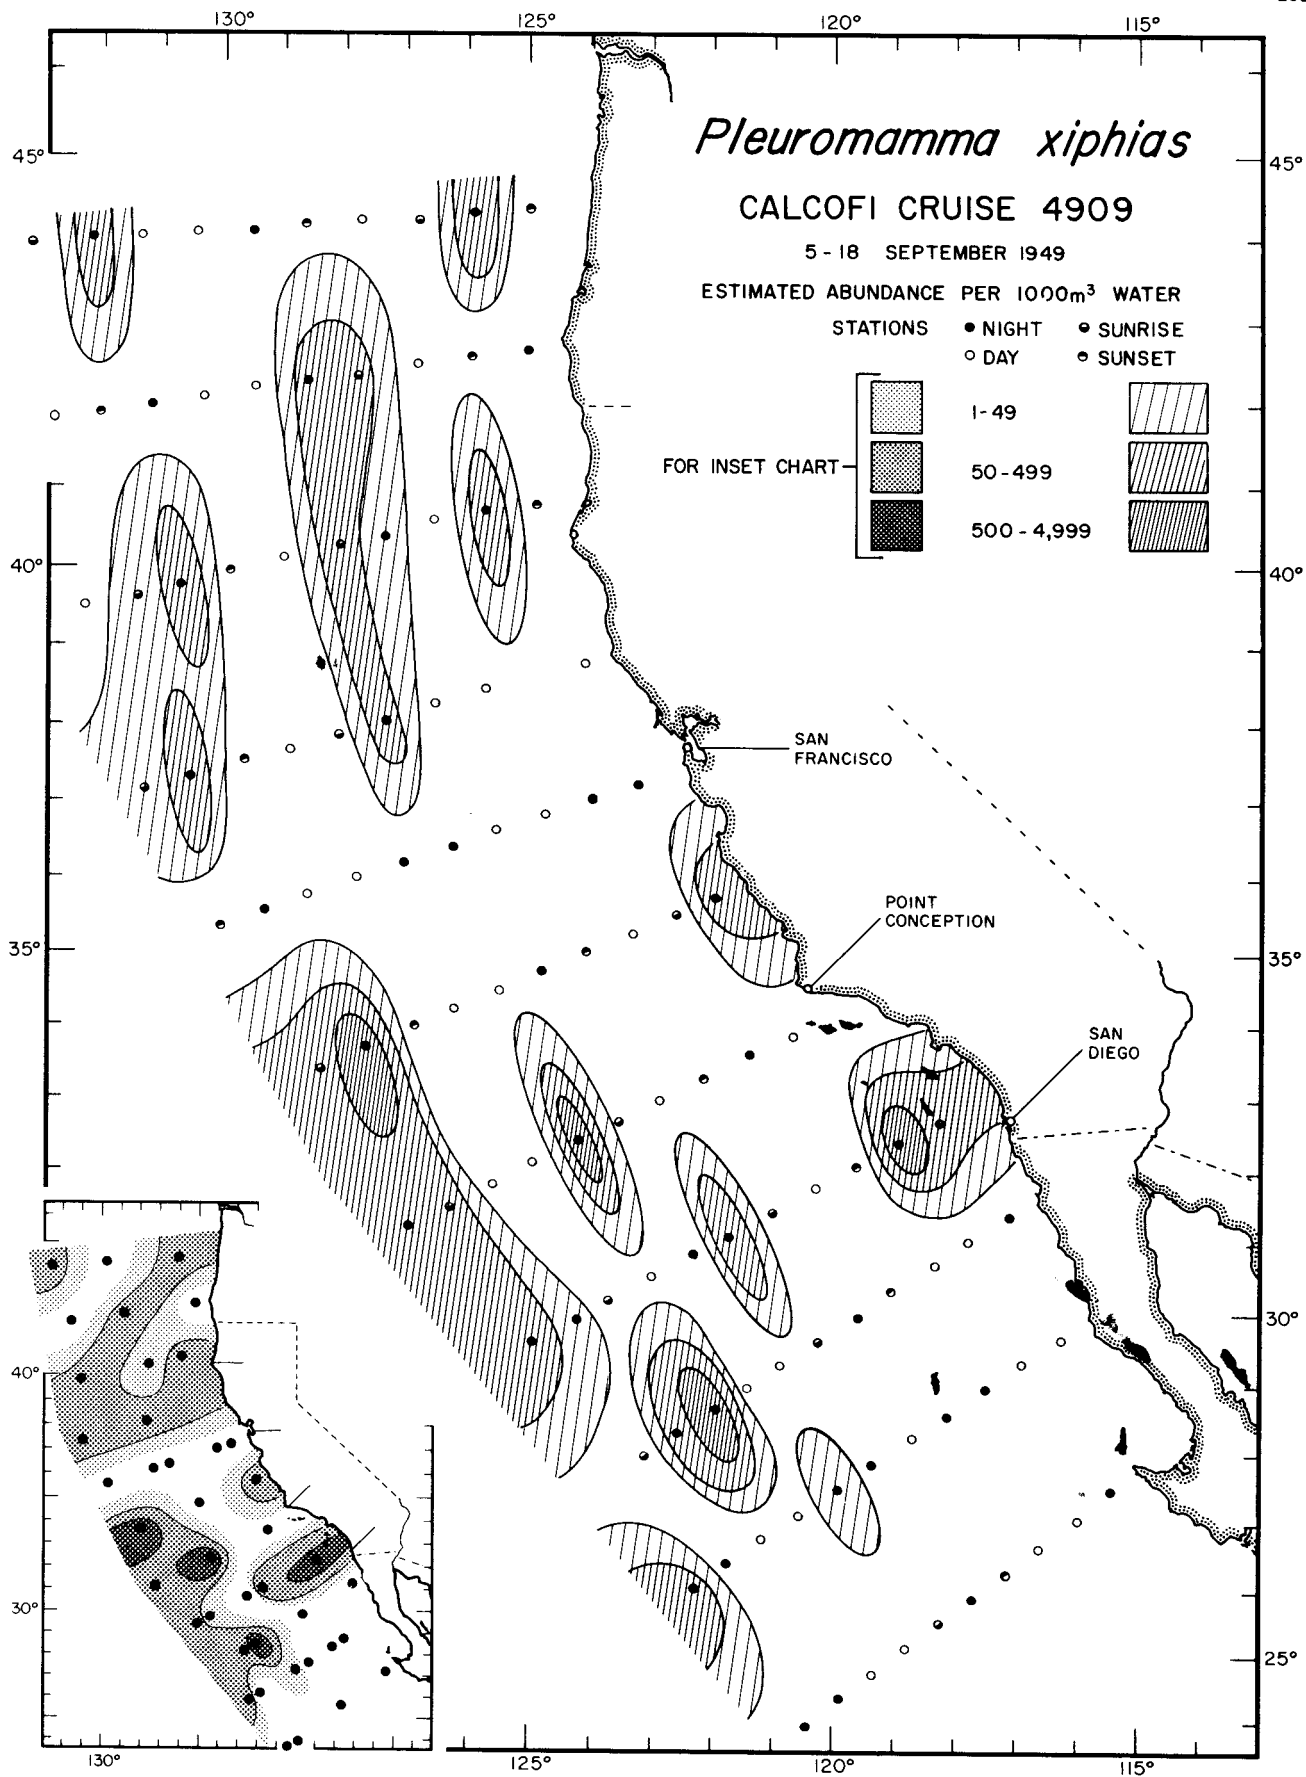 130° 125° 120° 115°
Pleuromamma xiphias
45° 45°
CALCOFI CRUISE 4909
5-18 SEPTEMBER 1949
ESTIMATED ABUNDANCE PER 1000m³ WATER
STATIONS ● NIGHT SUNRISE
○ DAY SUNSET
1-49
FOR INSET CHART 50-499
500-4,999
40° 40°
SAN
FRANCISCO
POINT
CONCEPTION
35° 35°
SAN
DIEGO
30°
40°
30°
25°
130° 125° 120° 115°